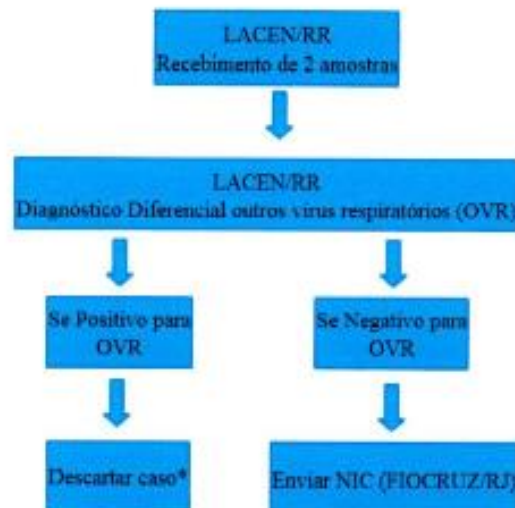 LACEN/RR
Recebimento de 2 amostras
LACEN/RR
Diagnóstico Diferencial outros vírus respiratórios (OVR)
Se Positivo para
OVR
Se Negativo para
OVR
Descartar caso*
Enviar NIC (FIOCRUZ/RJ)